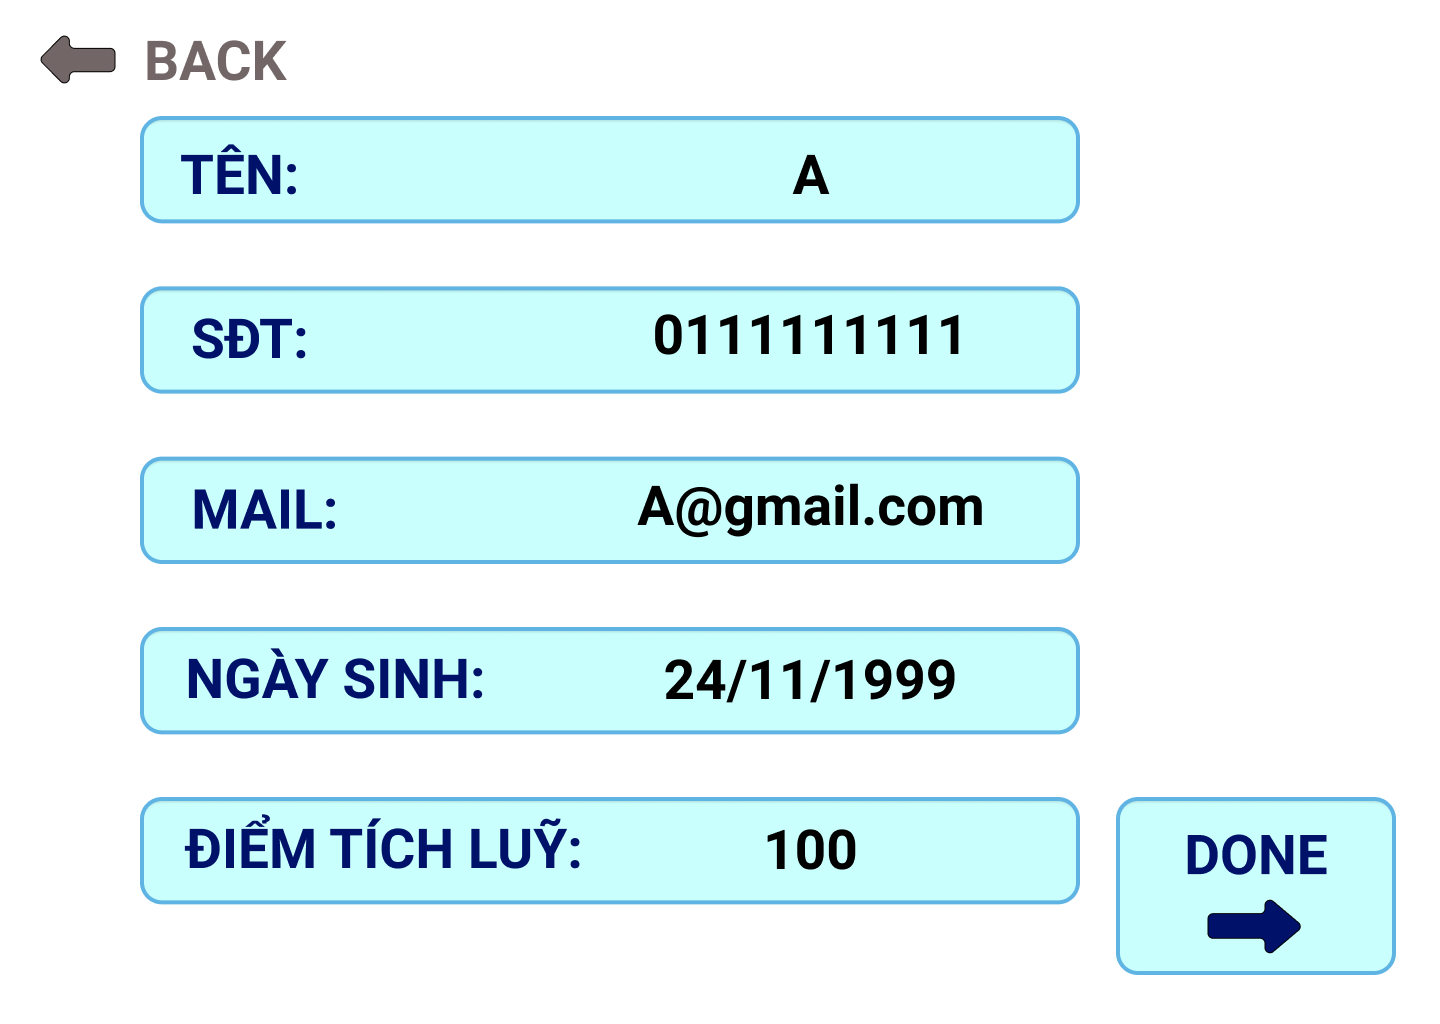 BACK
TÊN: A
SĐT: 0111111111
MAIL: A@gmail.com
NGÀY SINH: 24/11/1999
ĐIỂM TÍCH LUỸ: 100
DONE